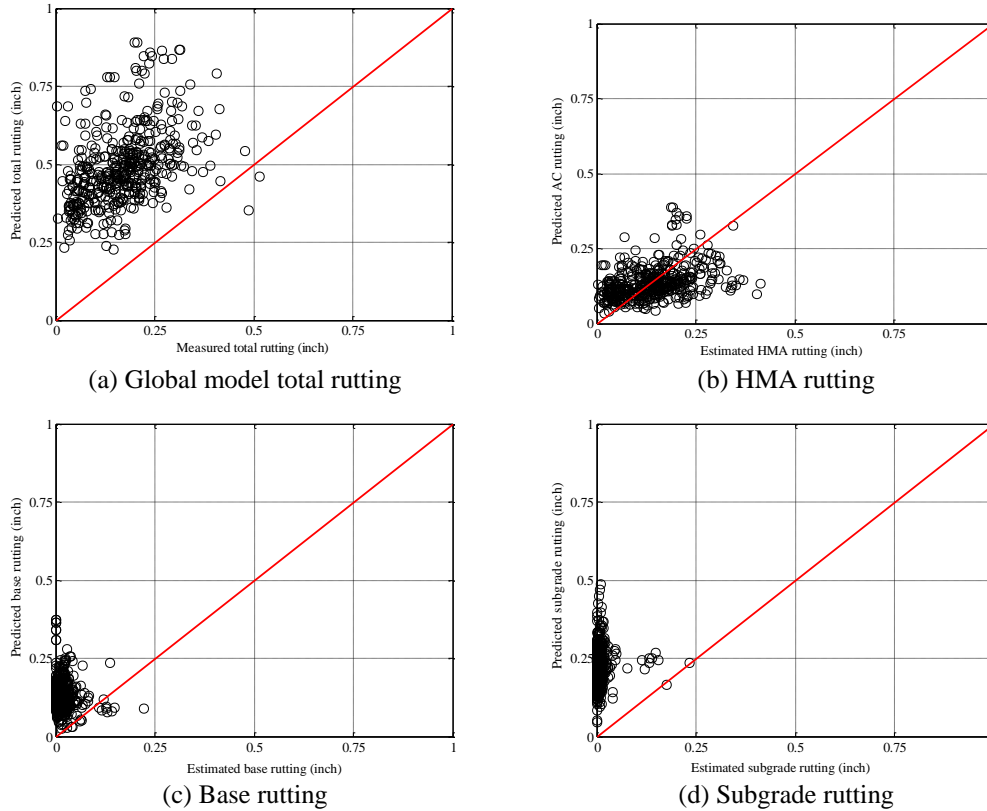 1
0.75
0.5
0.25
0
Predicted total rutting (inch)
0 0.25 0.5 0.75 1
Measured total rutting (inch)
(a) Global model total rutting
1
0.75
0.5
0.25
0
Predicted AC rutting (inch)
0 0.25 0.5 0.75
Estimated HMA rutting (inch)
(b) HMA rutting
1
0.75
0.5
0.25
0
Predicted base rutting (inch)
0 0.25 0.5 0.75 1
Estimated base rutting (inch)
(c) Base rutting
1
0.75
0.5
0.25
0
Predicted subgrade rutting (inch)
0 0.25 0.5 0.75
Estimated subgrade rutting (inch)
(d) Subgrade rutting